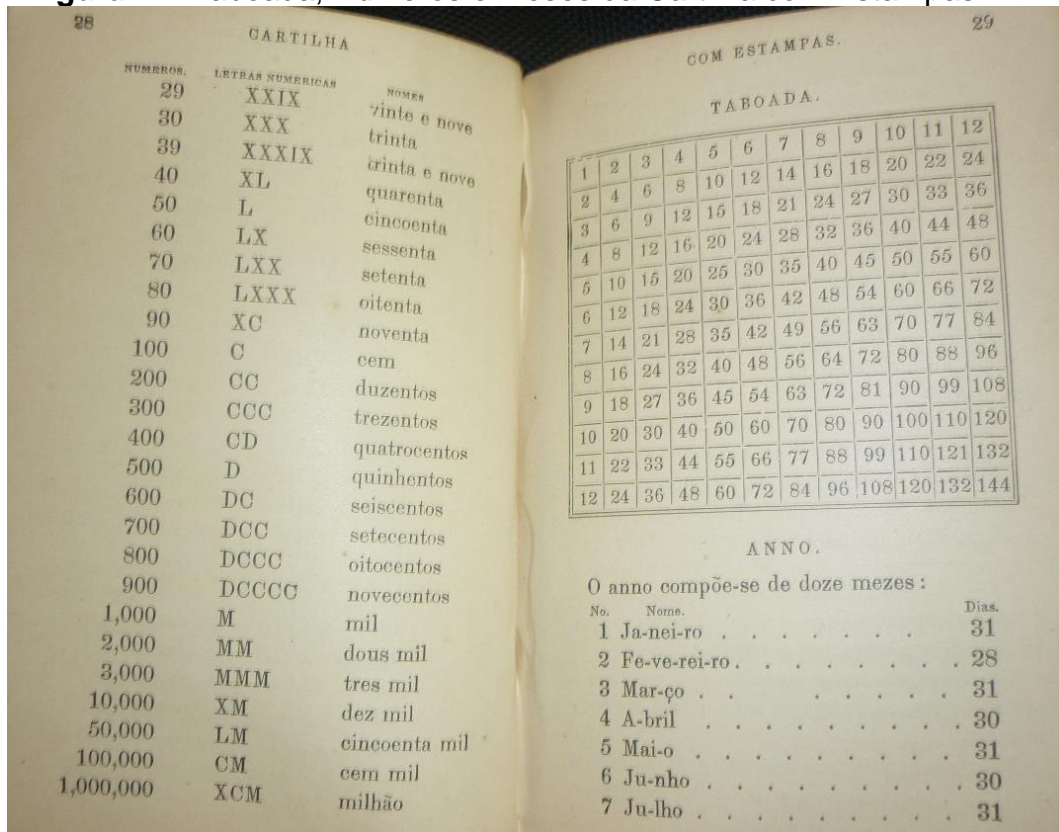 28
CARTILHA
NUMEROS. LETRAS NUMERICAS NOMES
29 XXIX vinte e nove
30 XXX trinta
39 XXXIX trinta e nove
40 XL quarenta
50 L cincoenta
60 LX sessenta
70 LXX setenta
80 LXXX oitenta
90 XC noventa
100 C cem
200 CC duzentos
300 CCC trezentos
400 CD quatrocentos
500 D quinhentos
600 DC seiscentos
700 DCC setecentos
800 DCCC oitocentos
900 DCCCC novecentos
1,000 M mil
2,000 MM dous mil
3,000 MMM tres mil
10,000 XM dez mil
50,000 LM cincoenta mil
100,000 CM cem mil
1,000,000 XCM milhão
29
COM ESTAMPAS.
TABOADA.
1 2 3 4 5 6 7 8 9 10 11 12
2 4 6 8 10 12 14 16 18 20 22 24
3 6 9 12 15 18 21 24 27 30 33 36
4 8 12 16 20 24 28 32 36 40 44 48
5 10 15 20 25 30 35 40 45 50 55 60
6 12 18 24 30 36 42 48 54 60 66 72
7 14 21 28 35 42 49 56 63 70 77 84
8 16 24 32 40 48 56 64 72 80 88 96
9 18 27 36 45 54 63 72 81 90 99 108
10 20 30 40 50 60 70 80 90 100 110 120
11 22 33 44 55 66 77 88 99 110 121 132
12 24 36 48 60 72 84 96 108 120 132 144
ANNO.
O anno compõe-se de doze mezes :
No. Nome. Dias.
1 Ja-nei-ro . . . . . . . 31
2 Fe-ve-rei-ro . . . . . . . 28
3 Mar-ço . . . . . . . . 31
4 A-bril . . . . . . . . 30
5 Mai-o . . . . . . . . 31
6 Ju-nho . . . . . . . . 30
7 Ju-lho . . . . . . . . 31